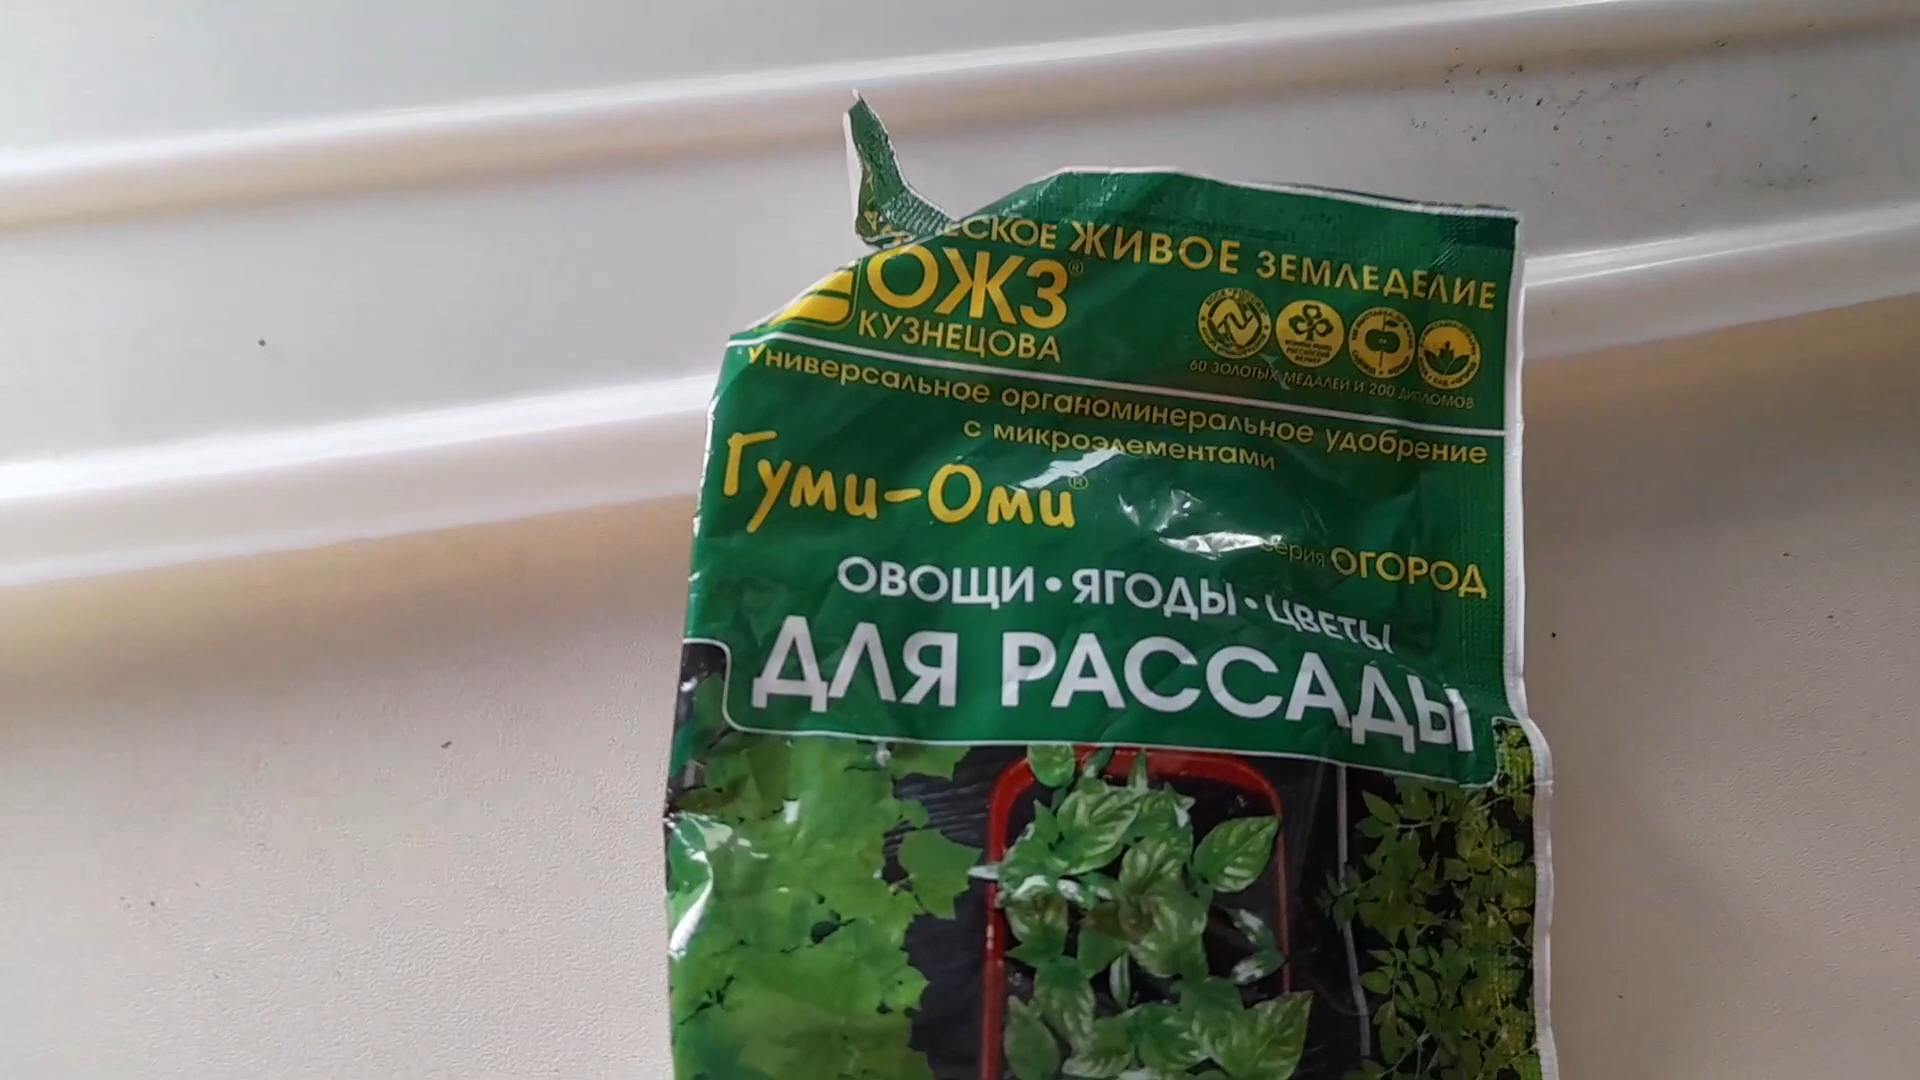 ЕСКОЕ ЖИВОЕ ЗЕМЛЕДЕЛИЕ
ОЖЗ®
КУЗНЕЦОВА
60 ЗОЛОТЫХ МЕДАЛЕЙ И 200 ДИПЛОМОВ
Универсальное органоминеральное удобрение
с микроэлементами
Гуми-Оми®
серия ОГОРОД
ОВОЩИ • ЯГОДЫ • ЦВЕТЫ
ДЛЯ РАССАДЫ